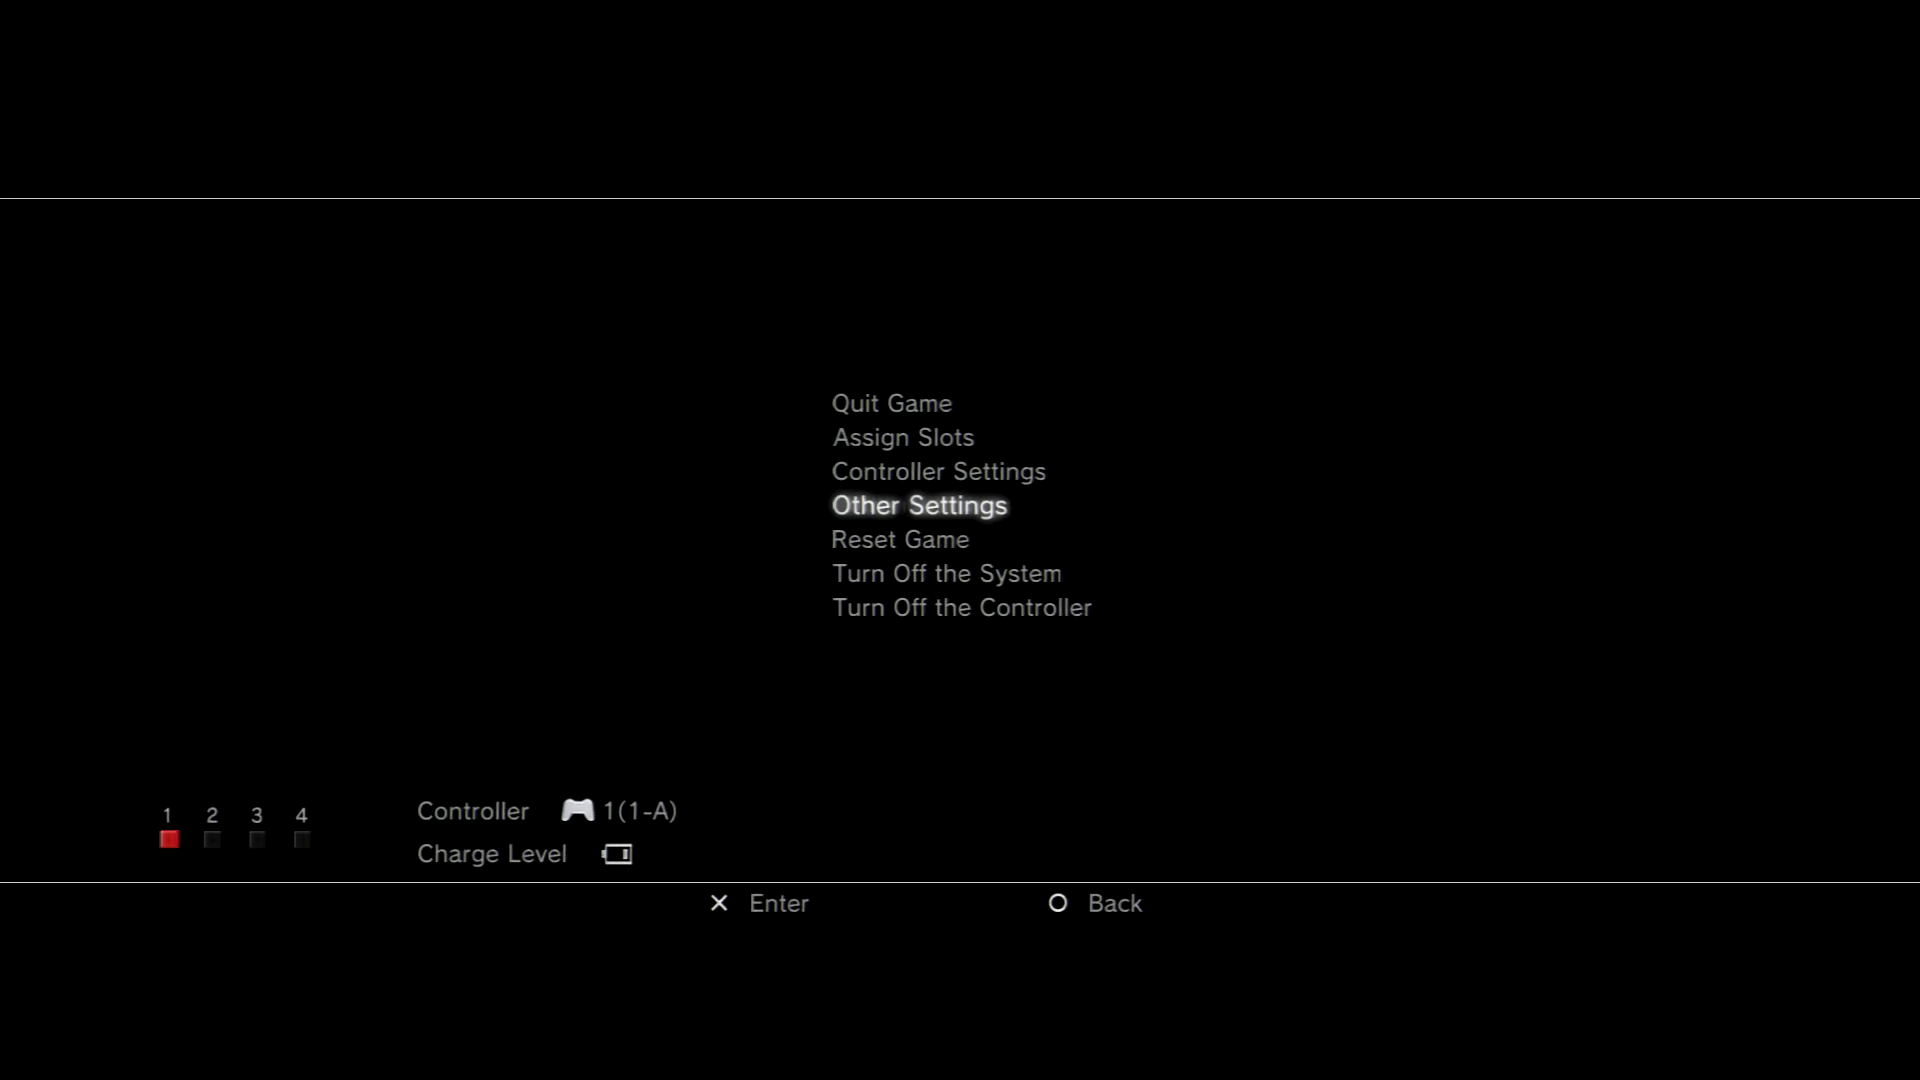 Quit Game
Assign Slots
Controller Settings
Other Settings
Reset Game
Turn Off the System
Turn Off the Controller
1 2 3 4
Controller 1(1-A)
Charge Level
Enter Back